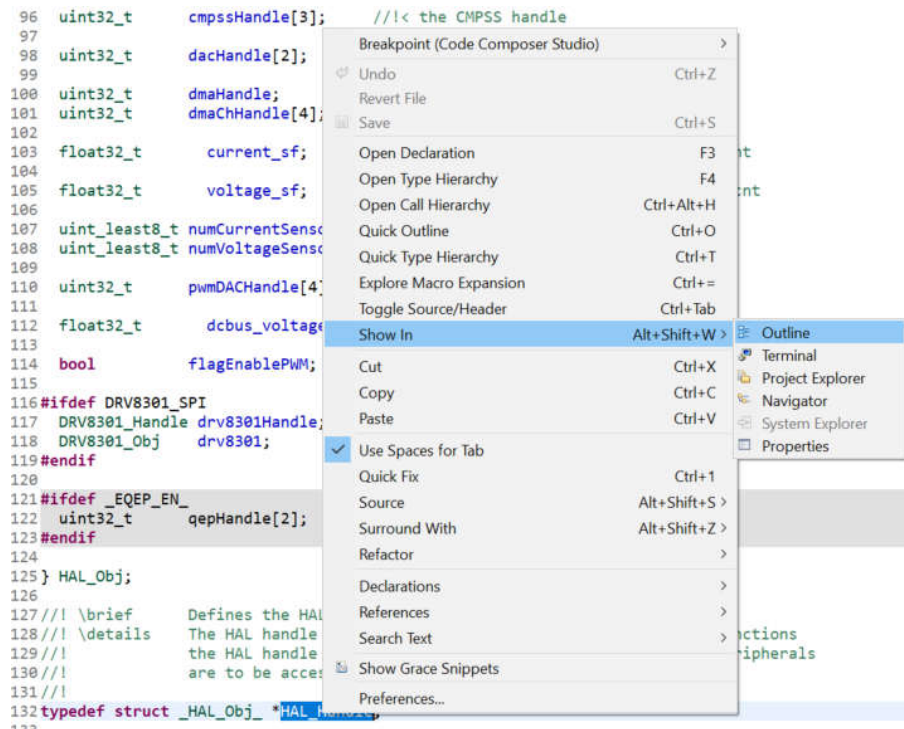 96 uint32_t cmpssHandle[3]; //!< the CMPSS handle
97
98 uint32_t dacHandle[2];
99
100 uint32_t dmaHandle;
101 uint32_t dmaChHandle[4];
102
103 float32_t current_sf; nt
104
105 float32_t voltage_sf; ent
106
107 uint_least8_t numCurrentSenso
108 uint_least8_t numVoltageSenso
109
110 uint32_t pwmDACHandle[4]
111
112 float32_t dcbus_voltage
113
114 bool flagEnablePWM;
115
116 #ifdef DRV8301_SPI
117 DRV8301_Handle drv8301Handle;
118 DRV8301_Obj drv8301;
119 #endif
120
121 #ifdef _EQEP_EN_
122 uint32_t qepHandle[2];
123 #endif
124
125 } HAL_Obj;
126
127 //! \brief Defines the HAL
128 //! \details The HAL handle nctions
129 //! the HAL handle ripherals
130 //! are to be acces
131 //!
132 typedef struct _HAL_Obj_ *HAL_Handle;
Breakpoint (Code Composer Studio) >
Undo Ctrl+Z
Revert File
Save Ctrl+S
Open Declaration F3
Open Type Hierarchy F4
Open Call Hierarchy Ctrl+Alt+H
Quick Outline Ctrl+O
Quick Type Hierarchy Ctrl+T
Explore Macro Expansion Ctrl+=
Toggle Source/Header Ctrl+Tab
Show In Alt+Shift+W >
Cut Ctrl+X
Copy Ctrl+C
Paste Ctrl+V
Use Spaces for Tab
Quick Fix Ctrl+1
Source Alt+Shift+S >
Surround With Alt+Shift+Z >
Refactor >
Declarations >
References >
Search Text >
Show Grace Snippets
Preferences...
Outline
Terminal
Project Explorer
Navigator
System Explorer
Properties